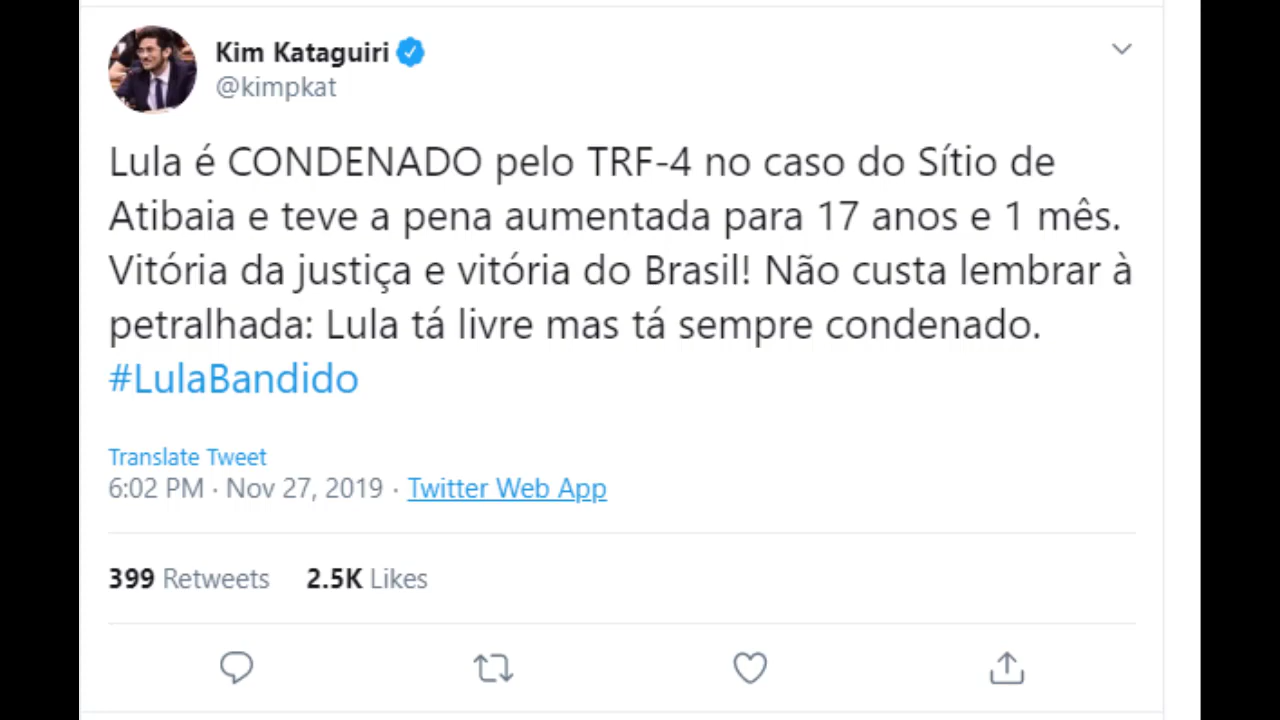 Kim Kataguiri
@kimpkat
Lula é CONDENADO pelo TRF-4 no caso do Sítio de
Atibaia e teve a pena aumentada para 17 anos e 1 mês.
Vitória da justiça e vitória do Brasil! Não custa lembrar à
petralhada: Lula tá livre mas tá sempre condenado.
#LulaBandido
Translate Tweet
6:02 PM · Nov 27, 2019 · Twitter Web App
399 Retweets 2.5K Likes